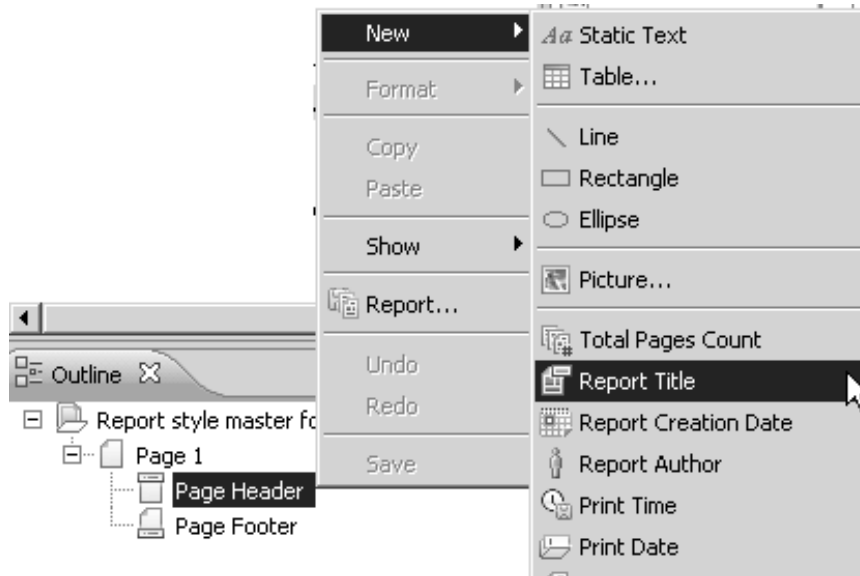 New
Format
Copy
Paste
Show
Report...
Undo
Redo
Save
Aa Static Text
Table...
Line
Rectangle
Ellipse
Picture...
Total Pages Count
Report Title
Report Creation Date
Report Author
Print Time
Print Date
Outline
Report style master fo
Page 1
Page Header
Page Footer